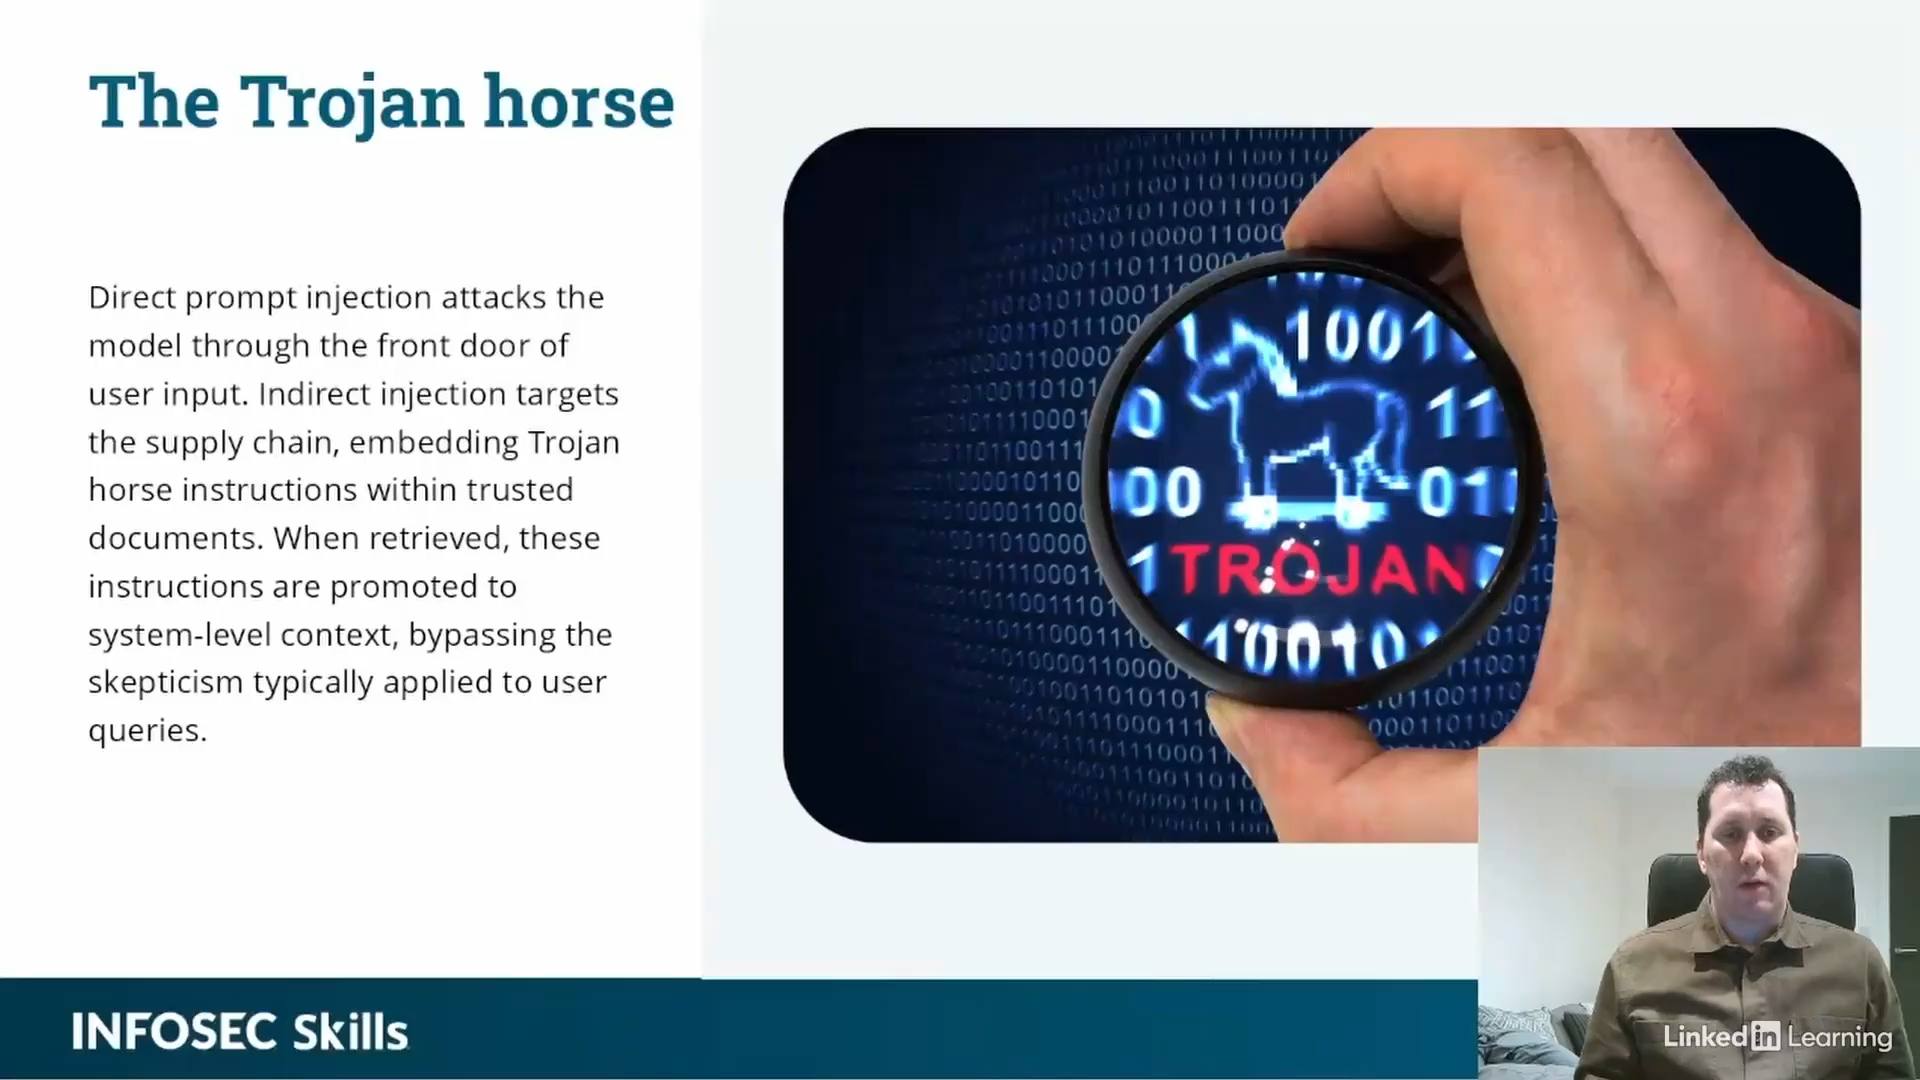 The Trojan horse
Direct prompt injection attacks the
model through the front door of
user input. Indirect injection targets
the supply chain, embedding Trojan
horse instructions within trusted
documents. When retrieved, these
instructions are promoted to
system-level context, bypassing the
skepticism typically applied to user
queries.
TROJAN
INFOSEC Skills
LinkedIn Learning